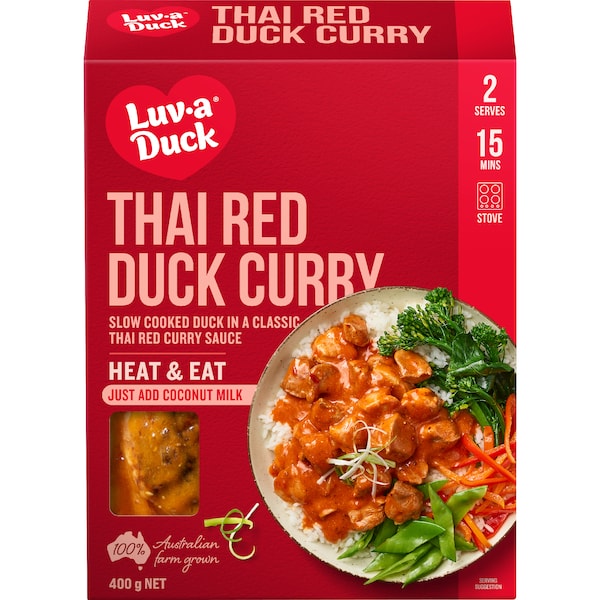 Luv-a
Duck
THAI RED
DUCK CURRY
Luv-a®
Duck
2
SERVES
15
MINS
STOVE
THAI RED
DUCK CURRY
SLOW COOKED DUCK IN A CLASSIC
THAI RED CURRY SAUCE
HEAT & EAT
JUST ADD COCONUT MILK
100%
Australian
farm grown
400 g NET
SERVING
SUGGESTION